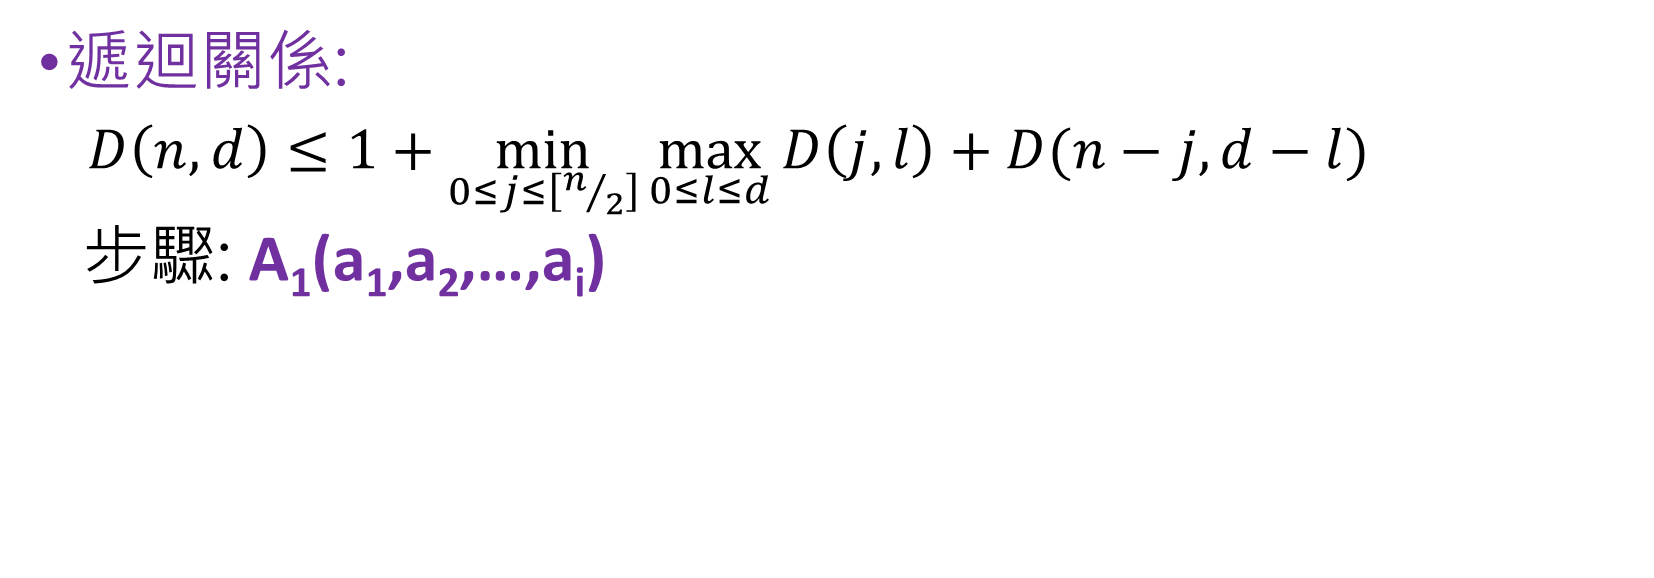 •遞迴關係:
D(n, d) ≤ 1 + min_{0≤j≤[n/2]} max_{0≤l≤d} D(j, l) + D(n − j, d − l)
步驟: A₁(a₁,a₂,…,aᵢ)